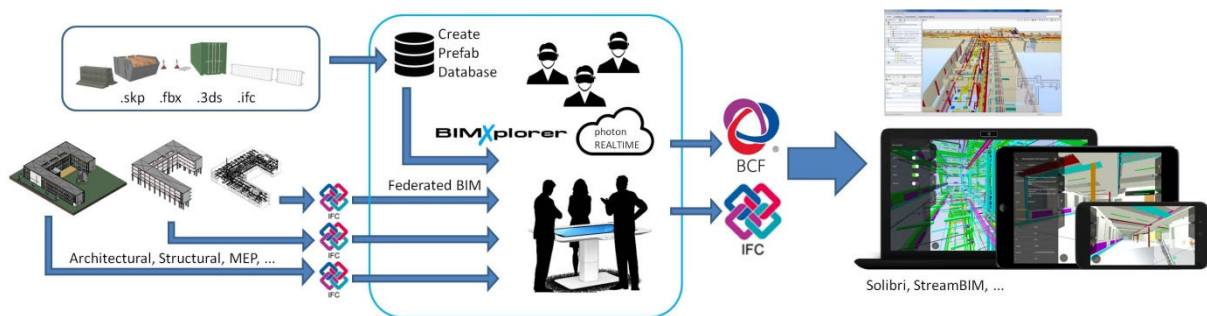 .skp .fbx .3ds .ifc
Create
Prefab
Database
BIMXplorer
photon
REALTIME
Federated BIM
IFC
IFC
IFC
Architectural, Structural, MEP, ...
®
BCF
IFC
Solibri, StreamBIM, ...